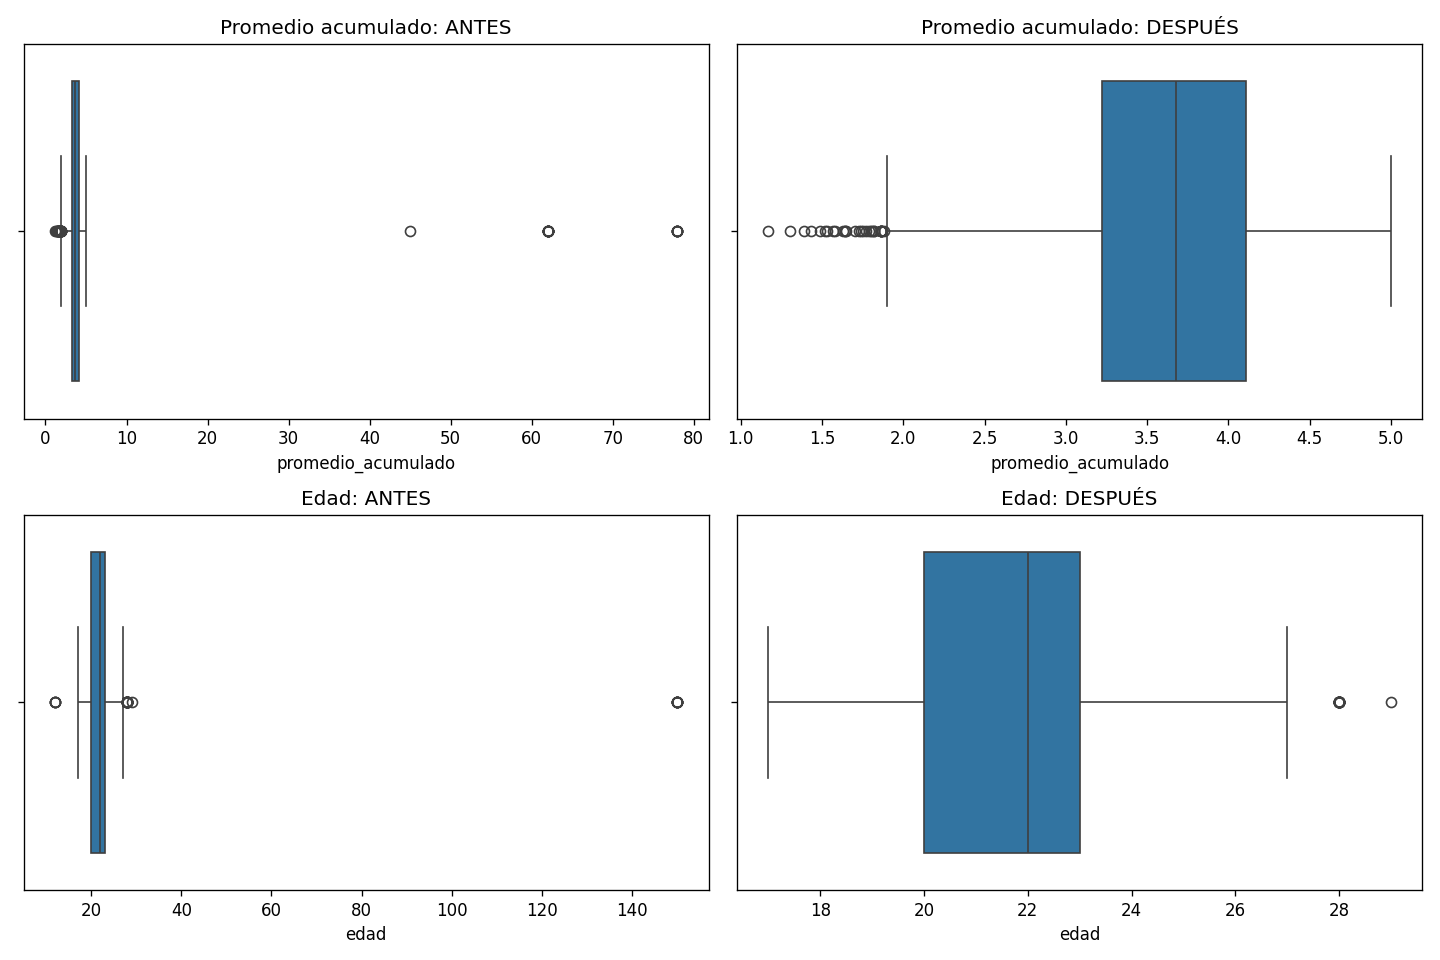 Promedio acumulado: ANTES
0 10 20 30 40 50 60 70 80
promedio_acumulado
Promedio acumulado: DESPUÉS
1.0 1.5 2.0 2.5 3.0 3.5 4.0 4.5 5.0
promedio_acumulado
Edad: ANTES
20 40 60 80 100 120 140
edad
Edad: DESPUÉS
18 20 22 24 26 28
edad